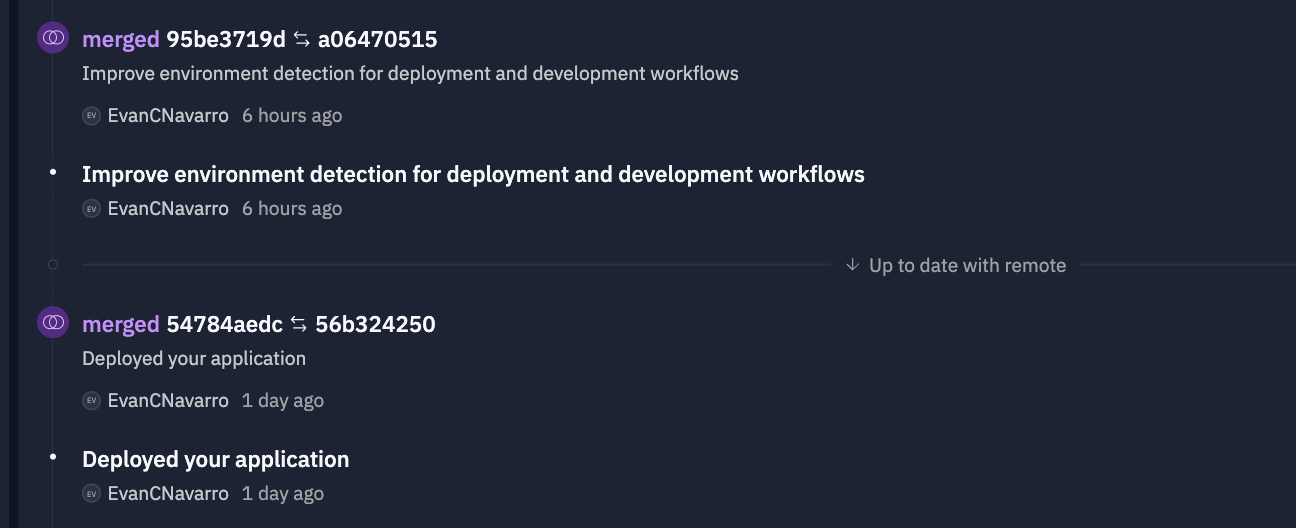 merged 95be3719d ⇆ a06470515
Improve environment detection for deployment and development workflows
EV EvanCNavarro 6 hours ago
Improve environment detection for deployment and development workflows
EV EvanCNavarro 6 hours ago
↓ Up to date with remote
merged 54784aedc ⇆ 56b324250
Deployed your application
EV EvanCNavarro 1 day ago
Deployed your application
EV EvanCNavarro 1 day ago